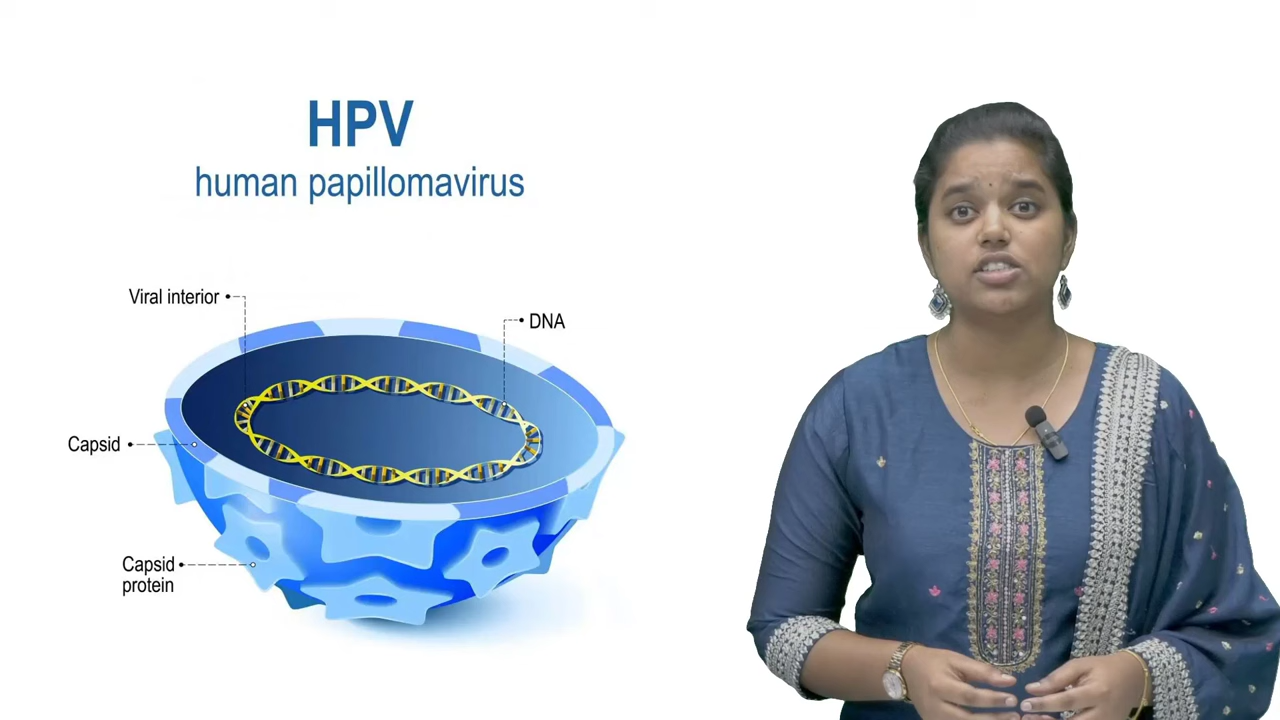 HPV
human papillomavirus
Viral interior
DNA
Capsid
Capsid
protein